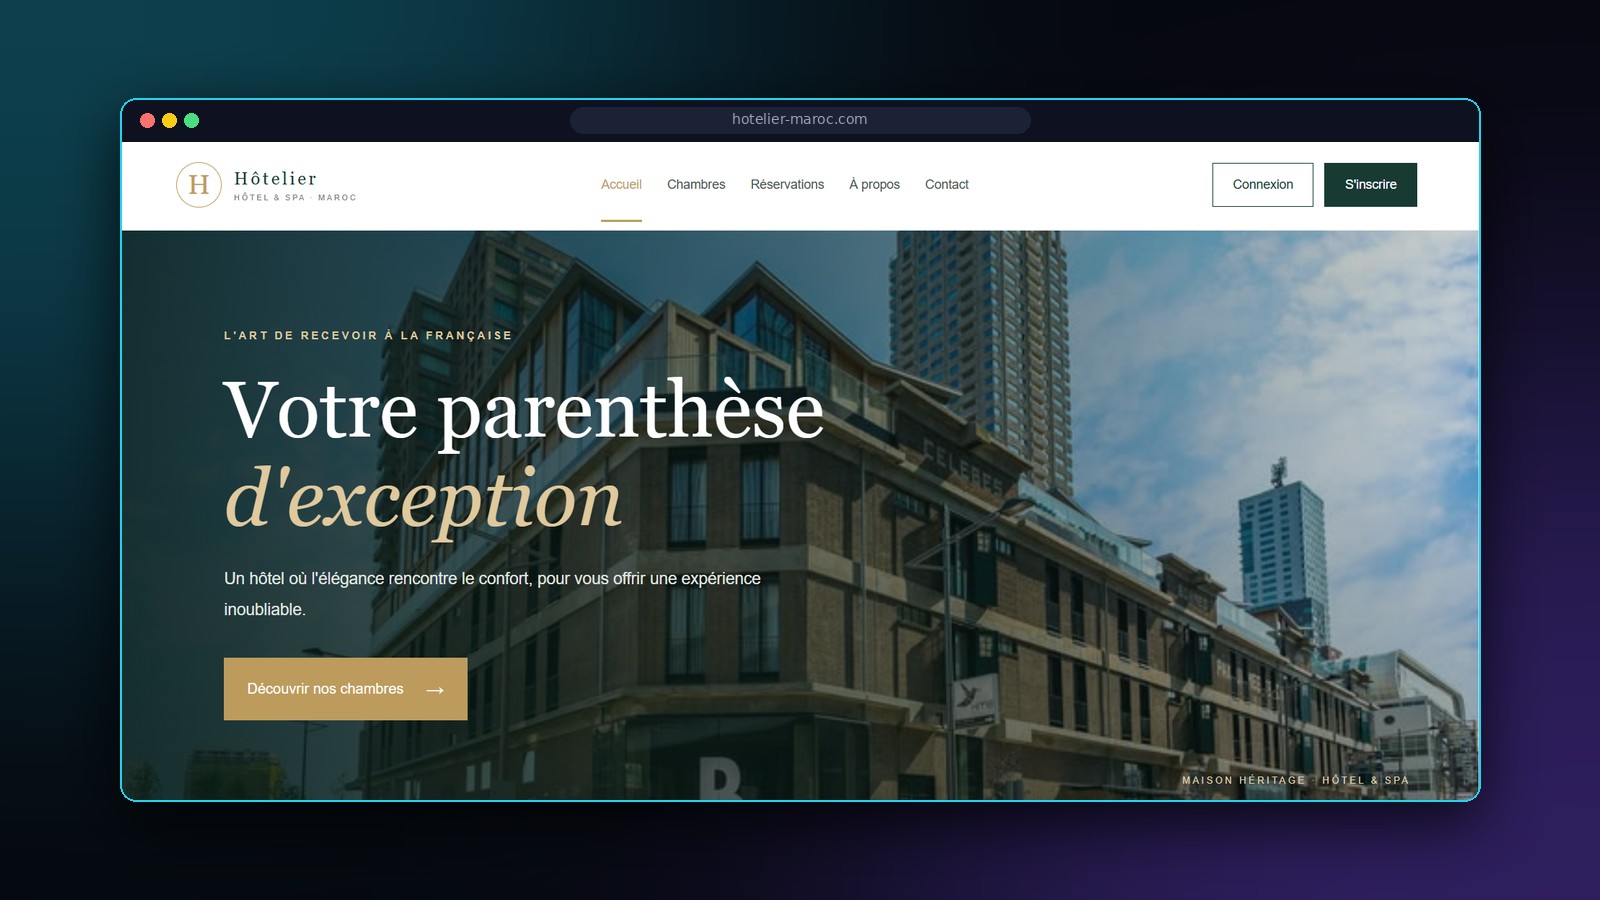 hotelier-maroc.com
H
Hôtelier
HÔTEL & SPA · MAROC
Accueil
Chambres
Réservations
À propos
Contact
Connexion
S'inscrire
L'ART DE RECEVOIR À LA FRANÇAISE
Votre parenthèse
d'exception
Un hôtel où l'élégance rencontre le confort, pour vous offrir une expérience
inoubliable.
Découvrir nos chambres →
CELEBES
B
MAISON HÉRITAGE · HÔTEL & SPA